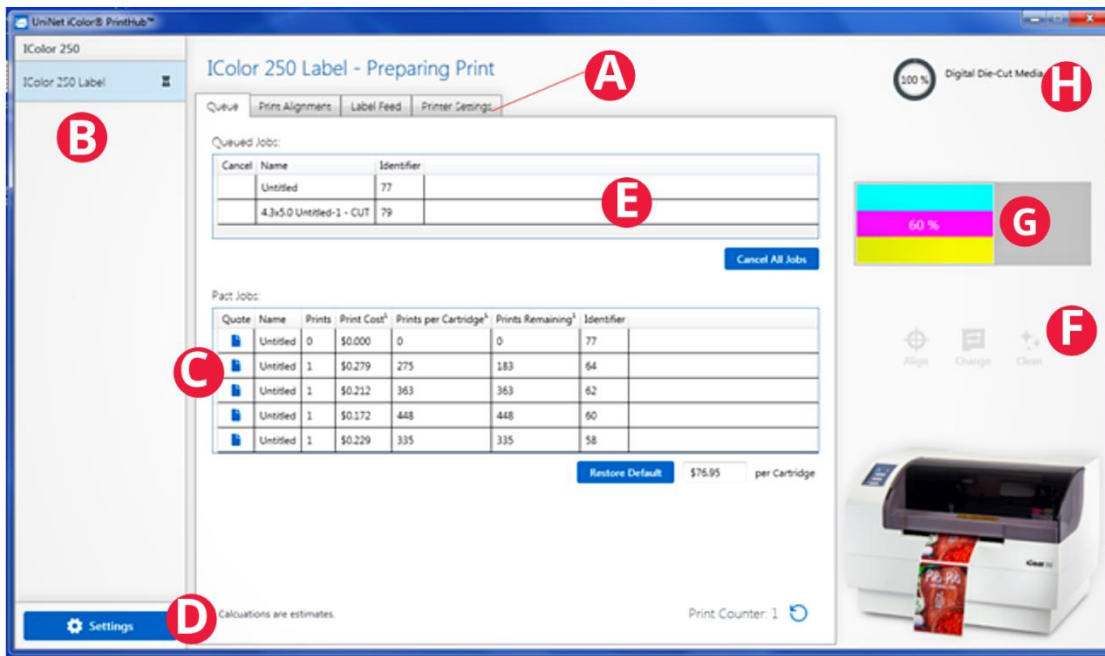 UniNet iColor® PrintHub™
IColor 250
IColor 250 Label
B
Settings
D
IColor 250 Label - Preparing Print
A
Queue Print Alignment Label Feed Printer Settings
Queued Jobs:
Cancel Name Identifier
Untitled 77
4.3x5.0 Untitled-1 - CUT 79
E
Cancel All Jobs
Past Jobs:
Quote Name Prints Print Cost¹ Prints per Cartridge¹ Prints Remaining¹ Identifier
Untitled 0 $0.000 0 0 77
Untitled 1 $0.279 275 183 64
C
Untitled 1 $0.212 363 363 62
Untitled 1 $0.172 448 448 60
Untitled 1 $0.229 335 335 58
Restore Default $76.95 per Cartridge
Calcuations are estimates.
Print Counter: 1
100 % Digital Die-Cut Media
H
60 %
G
F
Align Change Clean